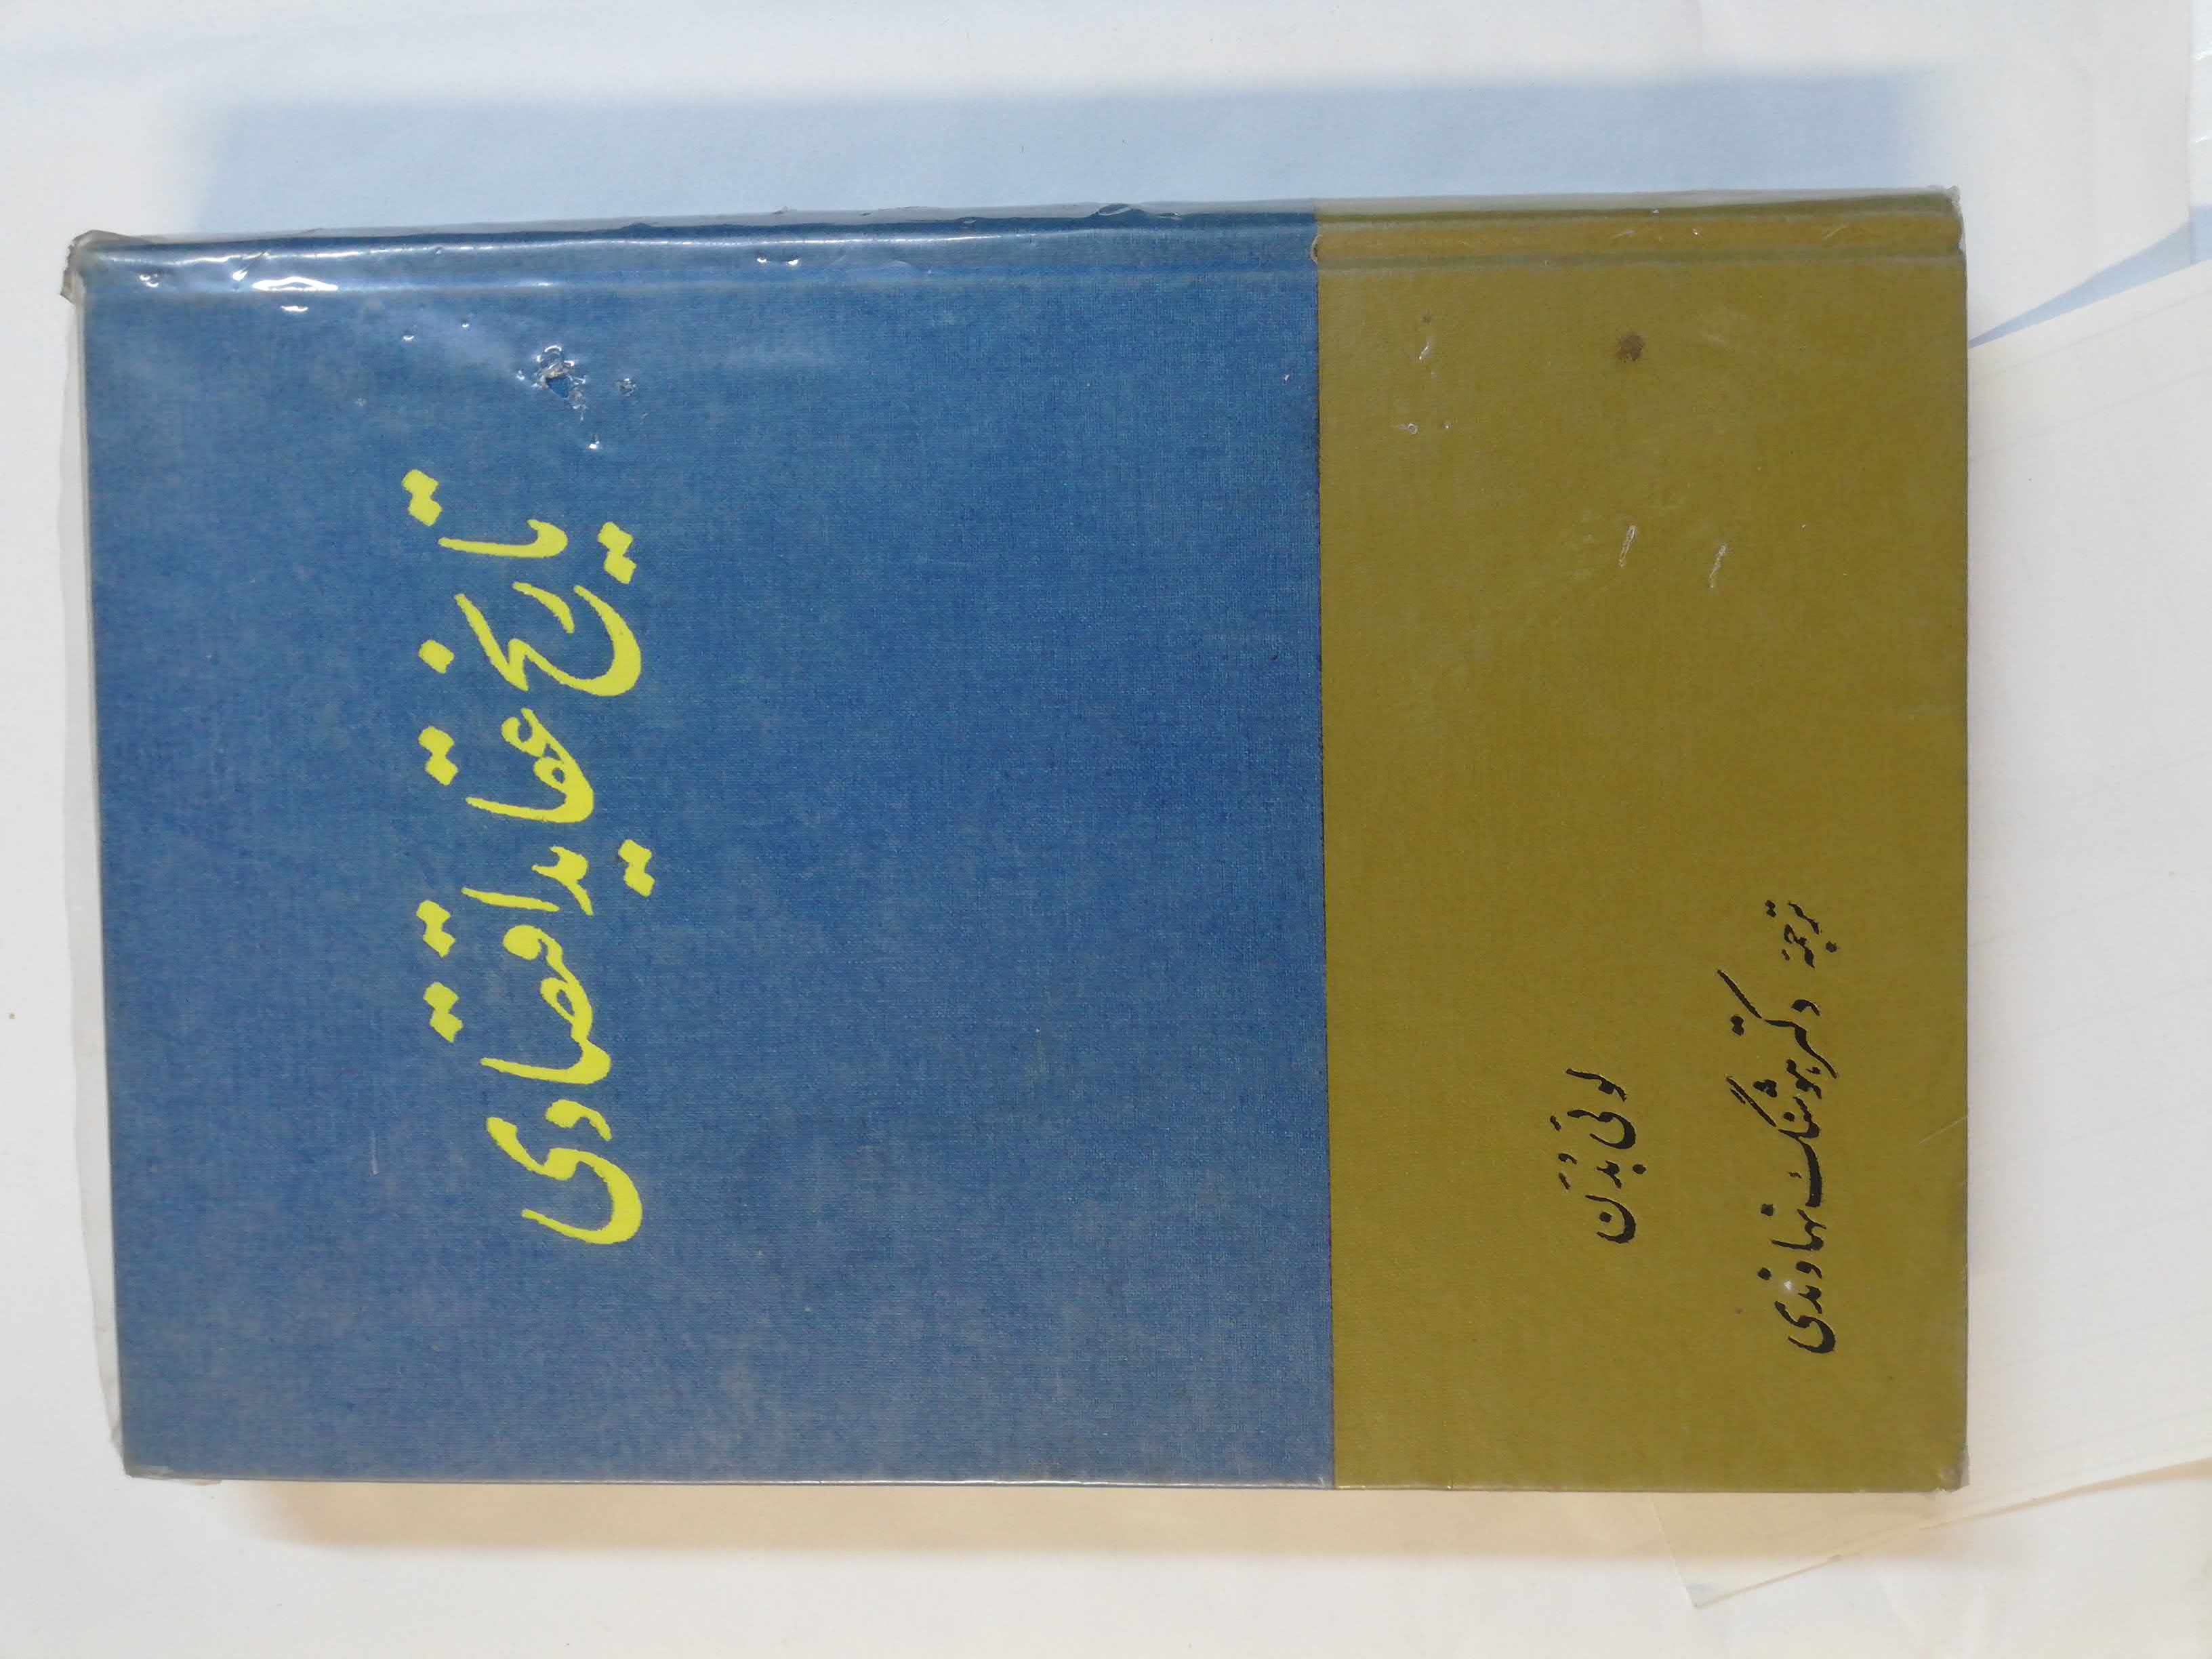 تاریخ عقاید اقتصادی
لوئی بدن
ترجمهٔ دکتر هوشنگ نهاوندی